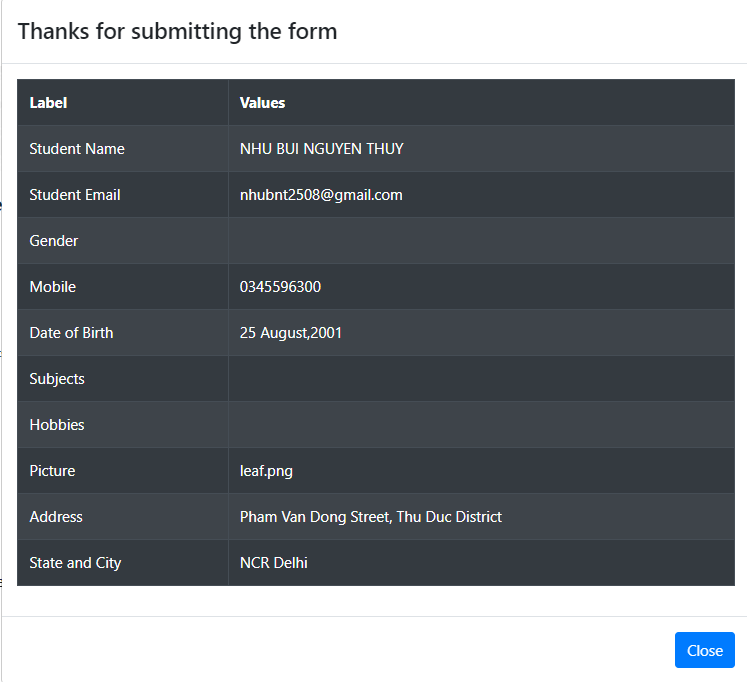 Thanks for submitting the form
Label Values
Student Name NHU BUI NGUYEN THUY
Student Email nhubnt2508@gmail.com
Gender
Mobile 0345596300
Date of Birth 25 August,2001
Subjects
Hobbies
Picture leaf.png
Address Pham Van Dong Street, Thu Duc District
State and City NCR Delhi
Close